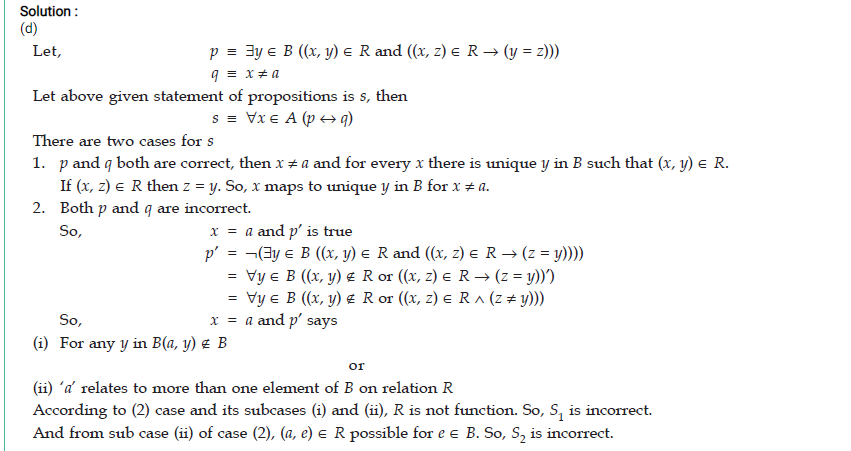 Solution :
(d)
Let, p ≡ ∃y ∈ B ((x, y) ∈ R and ((x, z) ∈ R → (y = z)))
q ≡ x ≠ a
Let above given statement of propositions is s, then
s ≡ ∀x ∈ A (p ↔ q)
There are two cases for s
1. p and q both are correct, then x ≠ a and for every x there is unique y in B such that (x, y) ∈ R.
If (x, z) ∈ R then z = y. So, x maps to unique y in B for x ≠ a.
2. Both p and q are incorrect.
So, x = a and p′ is true
p′ = ¬(∃y ∈ B ((x, y) ∈ R and ((x, z) ∈ R → (z = y))))
= ∀y ∈ B ((x, y) ∉ R or ((x, z) ∈ R → (z = y))′)
= ∀y ∈ B ((x, y) ∉ R or ((x, z) ∈ R ∧ (z ≠ y)))
So, x = a and p′ says
(i) For any y in B(a, y) ∉ B
or
(ii) ‘a’ relates to more than one element of B on relation R
According to (2) case and its subcases (i) and (ii), R is not function. So, S₁ is incorrect.
And from sub case (ii) of case (2), (a, e) ∈ R possible for e ∈ B. So, S₂ is incorrect.